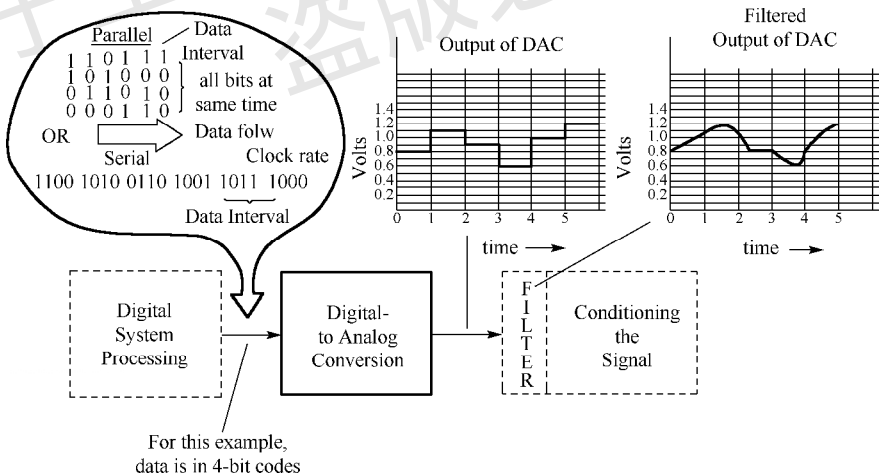 Parallel
Data
Interval
1 1 0 1 1 1
1 0 1 0 0 0
0 1 1 0 1 0
0 0 0 1 1 0
all bits at
same time
OR
Data folw
Serial
Clock rate
1100 1010 0110 1001 1011 1000
Data Interval
Output of DAC
Volts
1.4
1.2
1.0
0.8
0.6
0.4
0.2
0 1 2 3 4 5
time
Filtered
Output of DAC
Volts
1.4
1.2
1.0
0.8
0.6
0.4
0.2
0 1 2 3 4 5
time
Digital
System
Processing
Digital-
to Analog
Conversion
FILTER
Conditioning
the
Signal
For this example,
data is in 4-bit codes